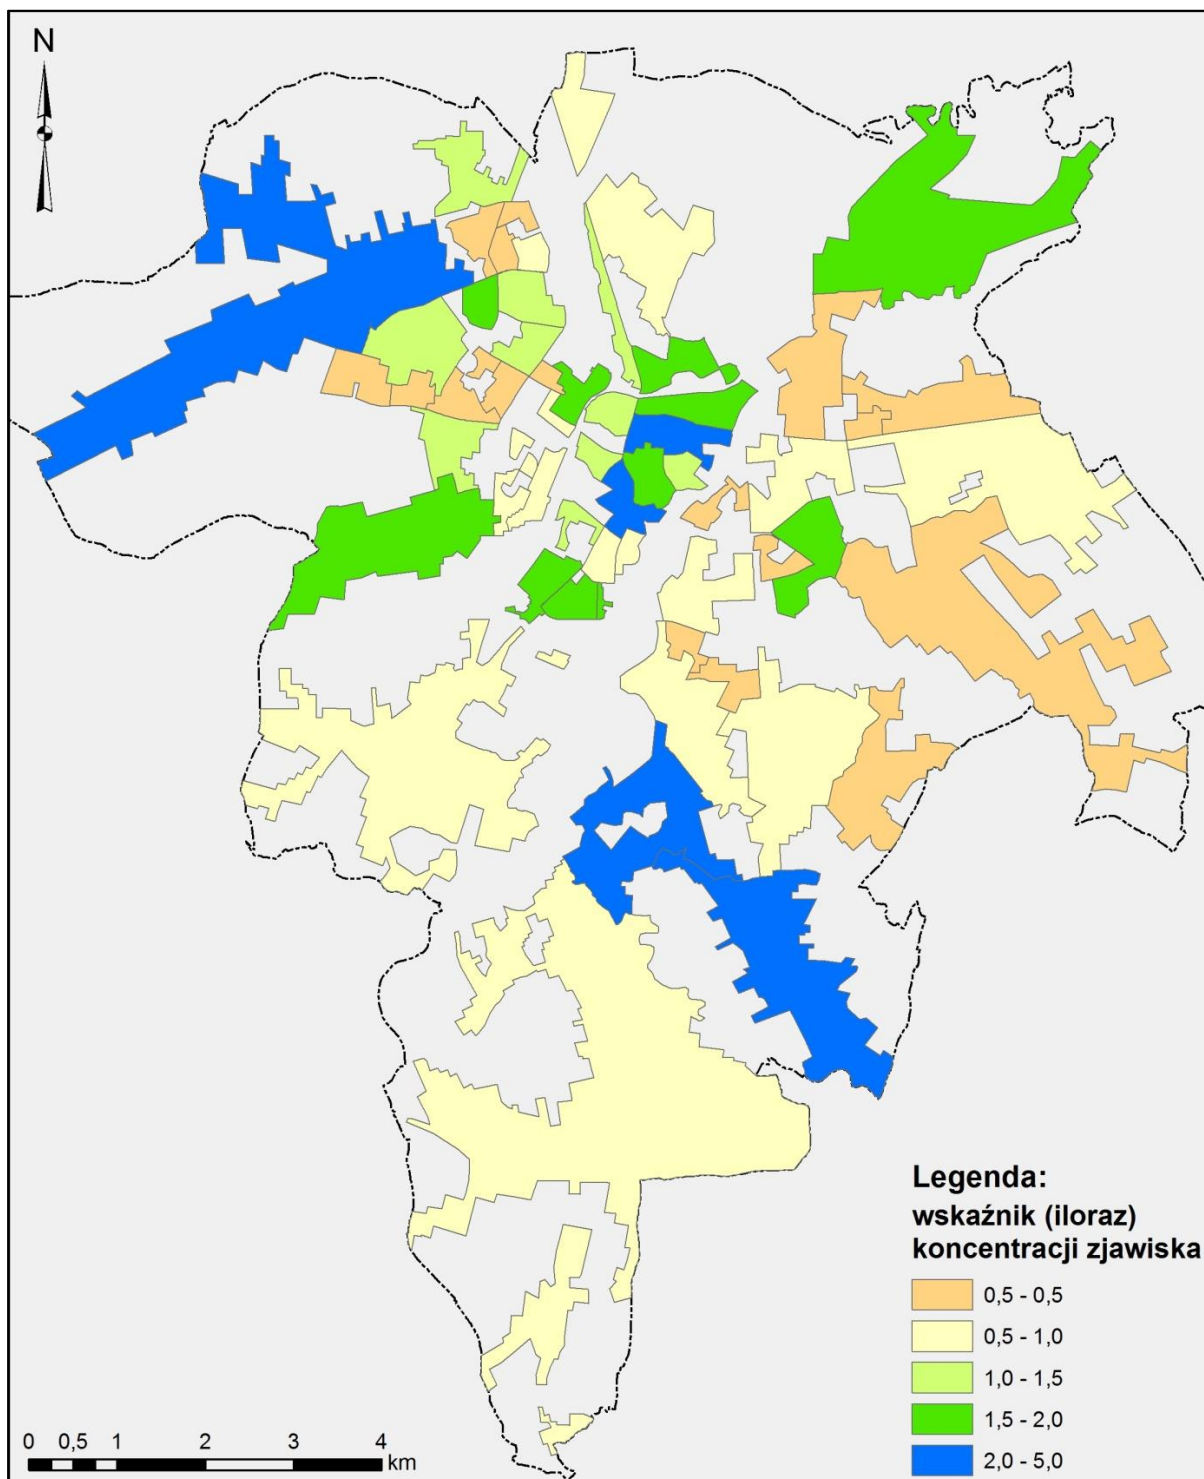 N
Legenda:
wskaźnik (iloraz)
koncentracji zjawiska
0,5 - 0,5
0,5 - 1,0
1,0 - 1,5
1,5 - 2,0
2,0 - 5,0
0 0,5 1 2 3 4
km